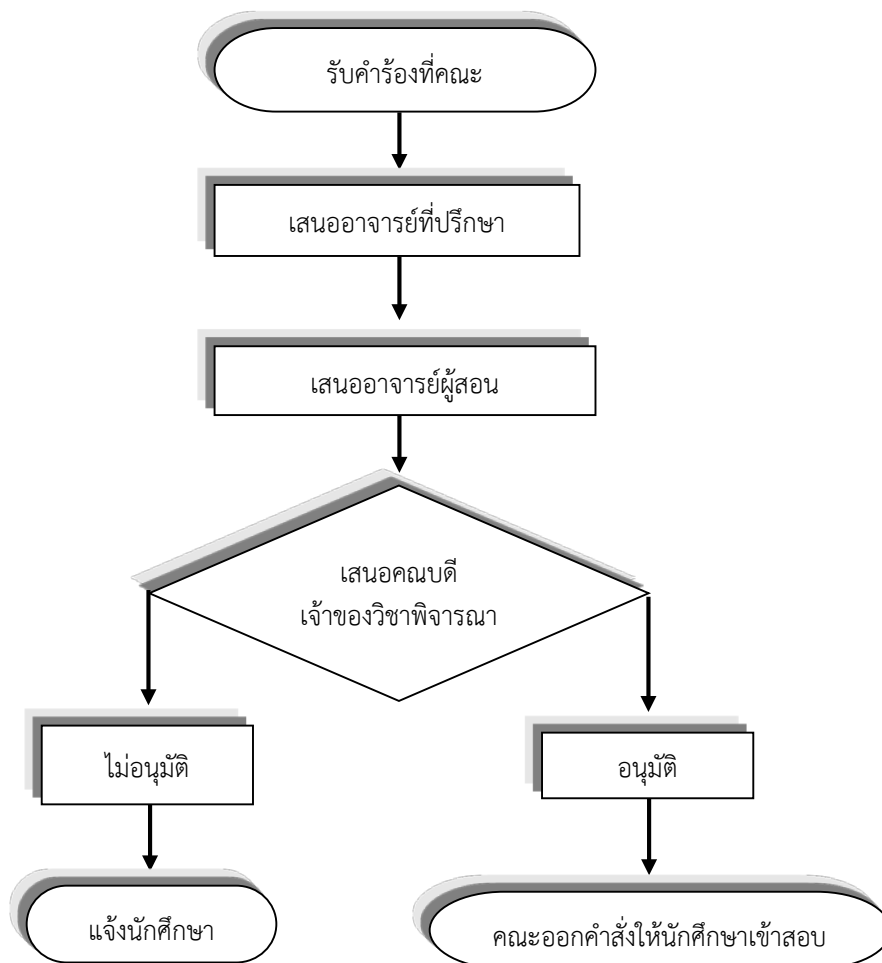 รับคำร้องที่คณะ
เสนออาจารย์ที่ปรึกษา
เสนออาจารย์ผู้สอน
เสนอคณบดี
เจ้าของวิชาพิจารณา
ไม่อนุมัติ
อนุมัติ
แจ้งนักศึกษา
คณะออกคำสั่งให้นักศึกษาเข้าสอบ